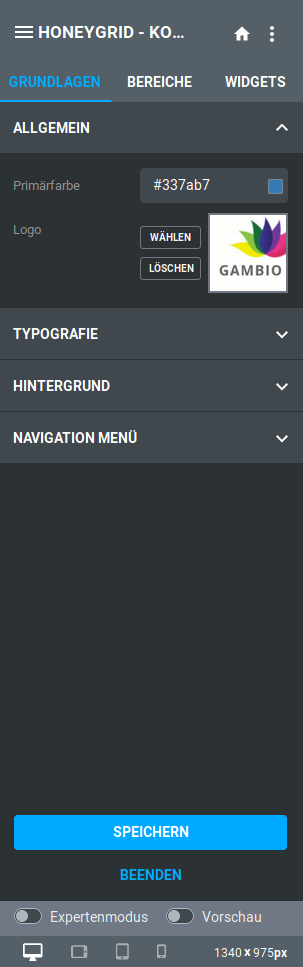 HONEYGRID - KO...
GRUNDLAGEN BEREICHE WIDGETS
ALLGEMEIN
Primärfarbe #337ab7
Logo
WÄHLEN
LÖSCHEN
GAMBIO
TYPOGRAFIE
HINTERGRUND
NAVIGATION MENÜ
SPEICHERN
BEENDEN
Expertenmodus Vorschau
1340 x 975px